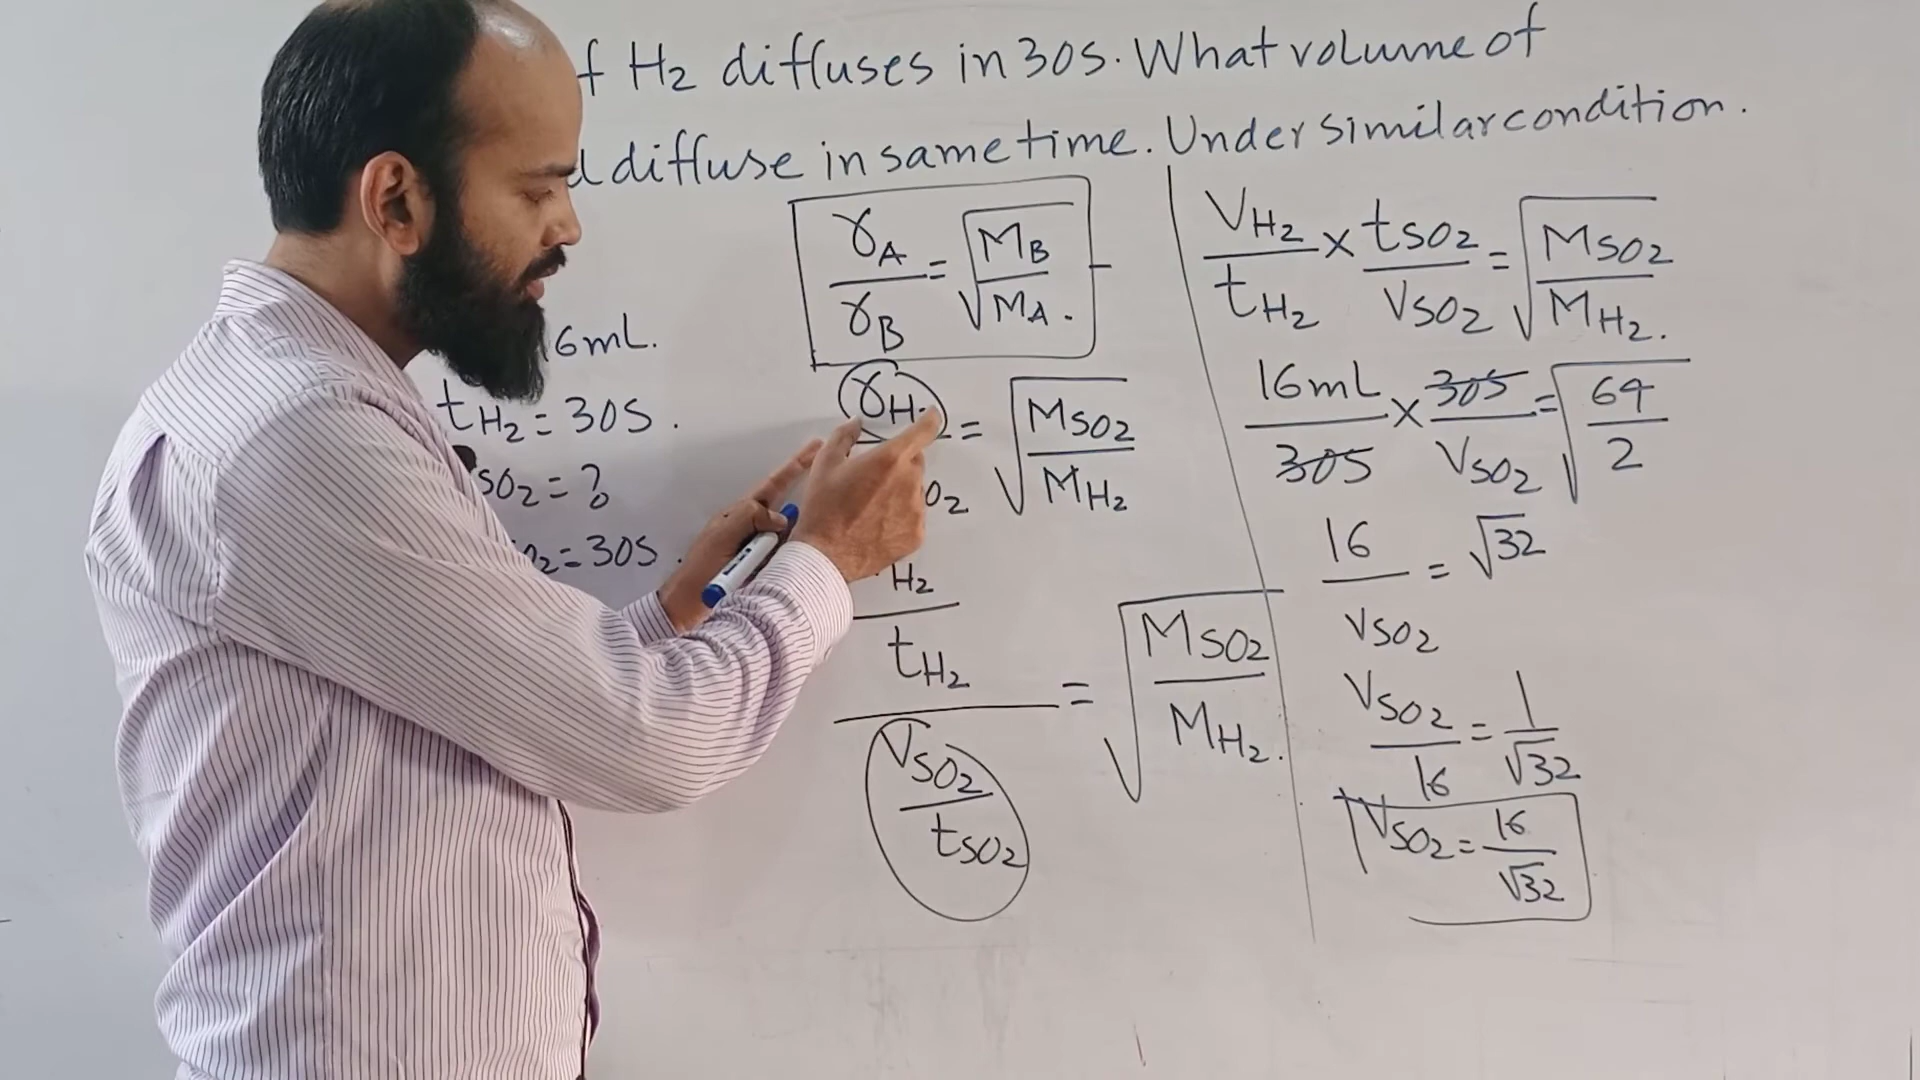 f H2 diffuses in 30s. What volume of
d diffuse in same time. Under similar condition.
6mL.
tH2 = 30s.
SO2 = ?
2 = 30s.
rA/rB = √(MB/MA).
rH2/O2 = √(MSO2/MH2)
(H2/tH2)/(VSO2/tSO2) = √(MSO2/MH2).
VH2/tH2 × tSO2/VSO2 = √(MSO2/MH2).
16mL/30s × 30s/VSO2 = √(64/2)
16/VSO2 = √32
VSO2/16 = 1/√32
VSO2 = 16/√32